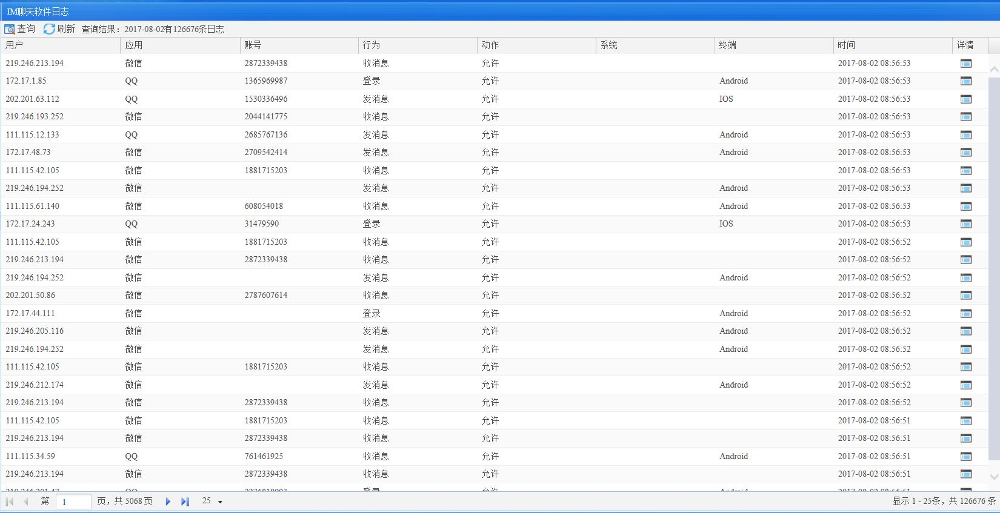 IM聊天软件日志
查询 刷新 查询结果：2017-08-02有126676条日志
用户 应用 账号 行为 动作 系统 终端 时间 详情
219.246.213.194 微信 2872339438 收消息 允许 2017-08-02 08:56:53
172.17.1.85 QQ 1365969987 登录 允许 Android 2017-08-02 08:56:53
202.201.63.112 QQ 1530336496 发消息 允许 IOS 2017-08-02 08:56:53
219.246.193.252 微信 2044141775 收消息 允许 2017-08-02 08:56:53
111.115.12.133 QQ 2685767136 发消息 允许 Android 2017-08-02 08:56:53
172.17.48.73 微信 2709542414 发消息 允许 Android 2017-08-02 08:56:53
111.115.42.105 微信 1881715203 收消息 允许 2017-08-02 08:56:53
219.246.194.252 微信 发消息 允许 Android 2017-08-02 08:56:53
111.115.61.140 微信 608054018 收消息 允许 Android 2017-08-02 08:56:53
172.17.24.243 QQ 31479590 登录 允许 IOS 2017-08-02 08:56:53
111.115.42.105 微信 1881715203 收消息 允许 2017-08-02 08:56:52
219.246.213.194 微信 2872339438 收消息 允许 2017-08-02 08:56:52
219.246.194.252 微信 发消息 允许 Android 2017-08-02 08:56:52
202.201.50.86 微信 2787607614 收消息 允许 2017-08-02 08:56:52
172.17.44.111 微信 登录 允许 Android 2017-08-02 08:56:52
219.246.205.116 微信 发消息 允许 Android 2017-08-02 08:56:52
219.246.194.252 微信 发消息 允许 Android 2017-08-02 08:56:52
111.115.42.105 微信 1881715203 收消息 允许 2017-08-02 08:56:52
219.246.212.174 微信 发消息 允许 Android 2017-08-02 08:56:52
219.246.213.194 微信 2872339438 收消息 允许 2017-08-02 08:56:52
111.115.42.105 微信 1881715203 收消息 允许 2017-08-02 08:56:51
219.246.213.194 微信 2872339438 收消息 允许 2017-08-02 08:56:51
111.115.34.59 QQ 761461925 收消息 允许 Android 2017-08-02 08:56:51
219.246.213.194 微信 2872339438 收消息 允许 2017-08-02 08:56:51
QQ 登录 允许 Android 2017-08-02 08:56:51
第 1 页，共 5068 页 25 显示 1 - 25条，共 126676 条